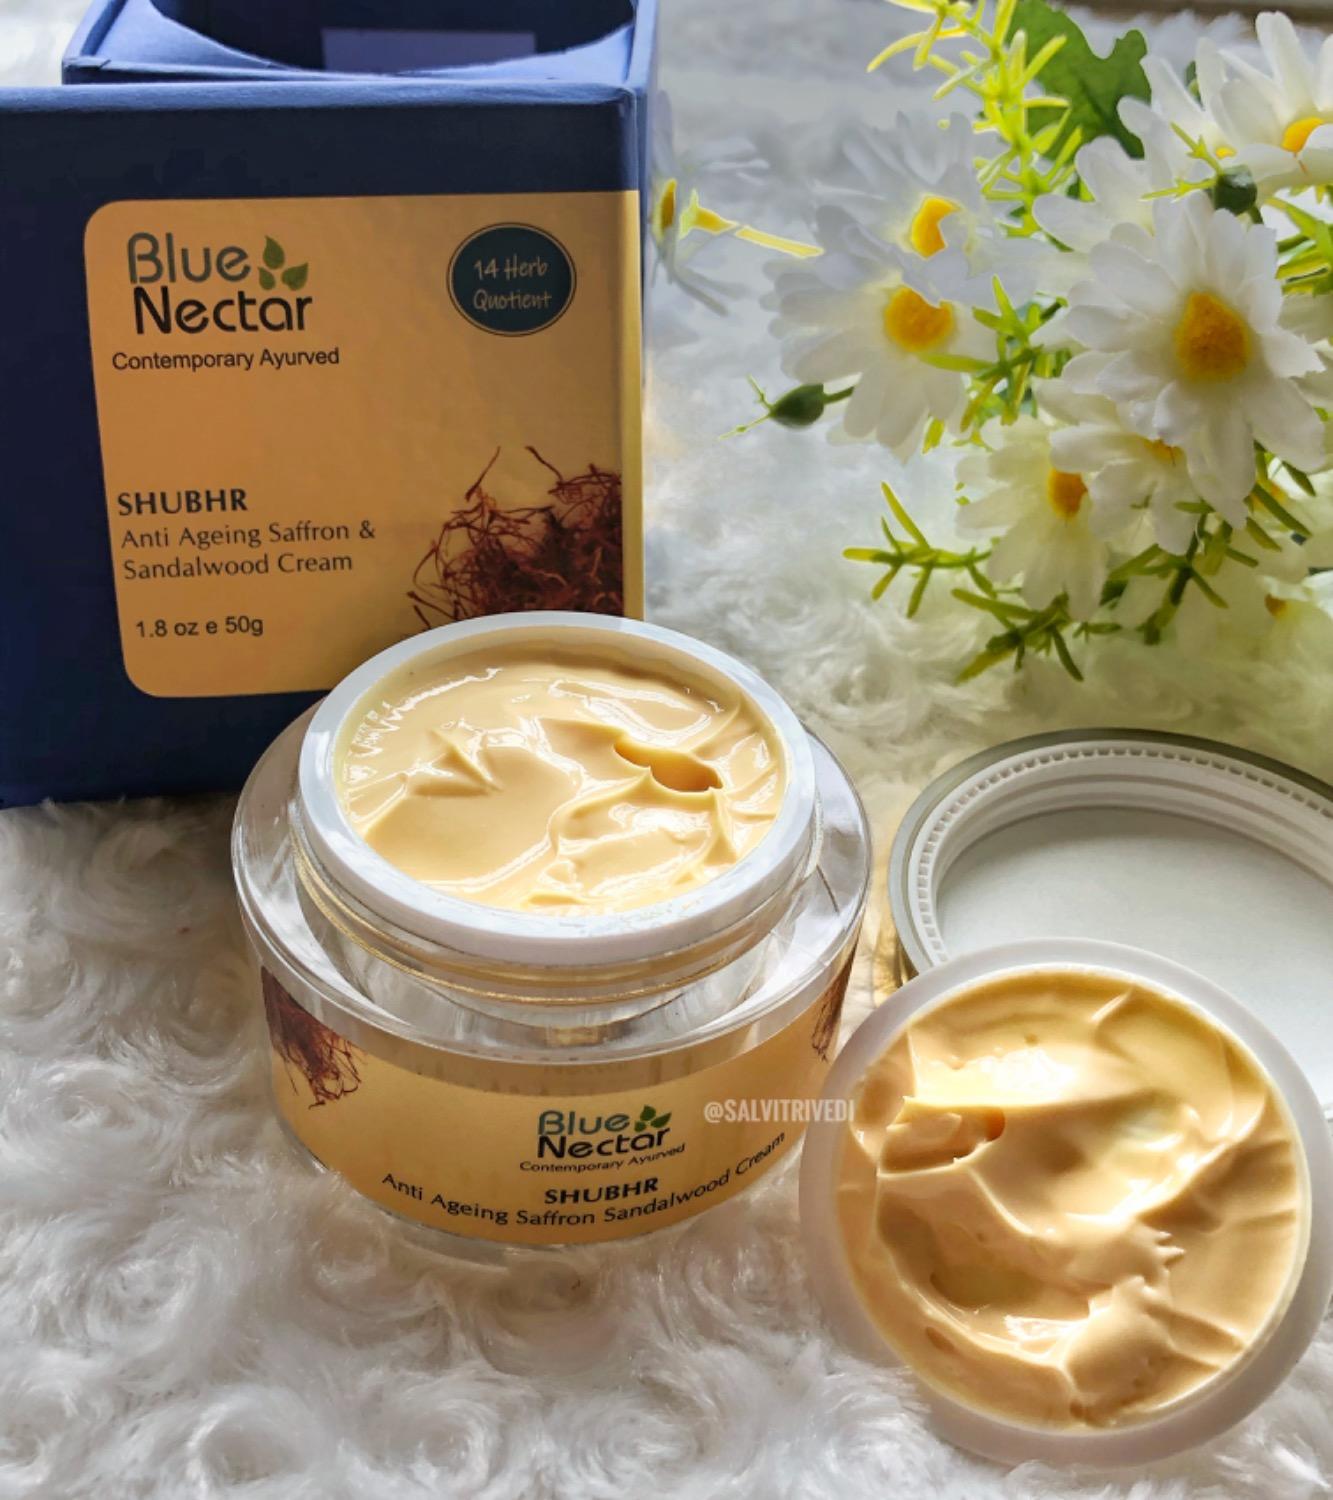 Blue
Nectar
Contemporary Ayurved
14 Herb
Quotient
SHUBHR
Anti Ageing Saffron &
Sandalwood Cream
1.8 oz e 50g
@SALVITRIVEDI
Blue
Nectar
Contemporary Ayurved
SHUBHR
Anti Ageing Saffron Sandalwood Cream